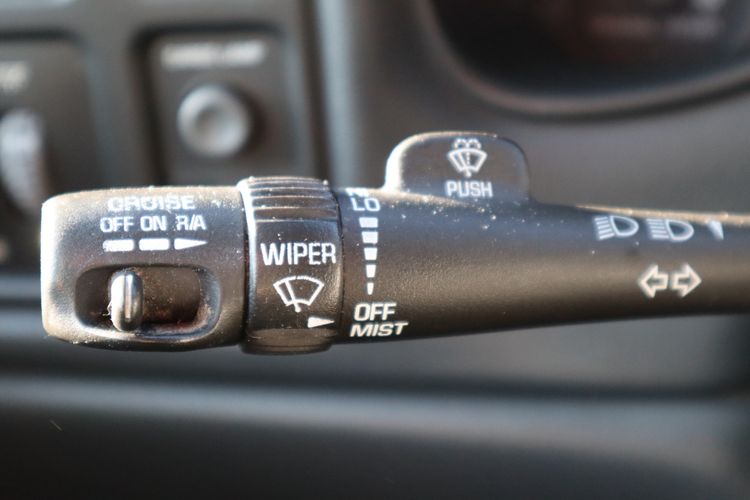 CRUISE
OFF ON R/A
WIPER
LO
OFF
MIST
PUSH